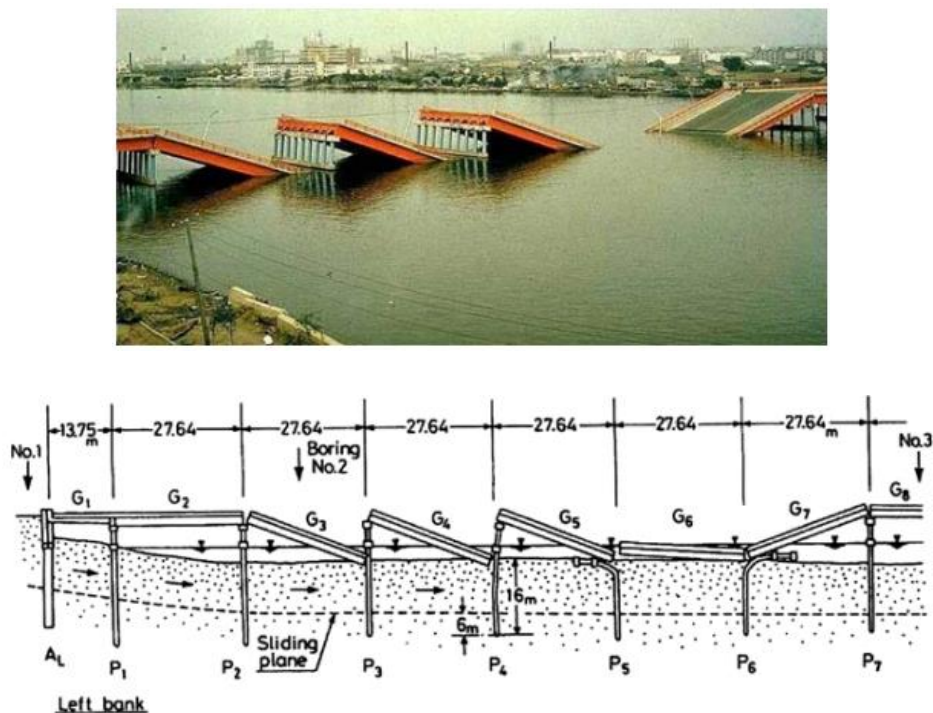 13.75 m 27.64 27.64 27.64 27.64 27.64 27.64 m
No.1 Boring No.2 No.3
G1 G2 G3 G4 G5 G6 G7 G8
16m
6m
Sliding plane
AL P1 P2 P3 P4 P5 P6 P7
Left bank